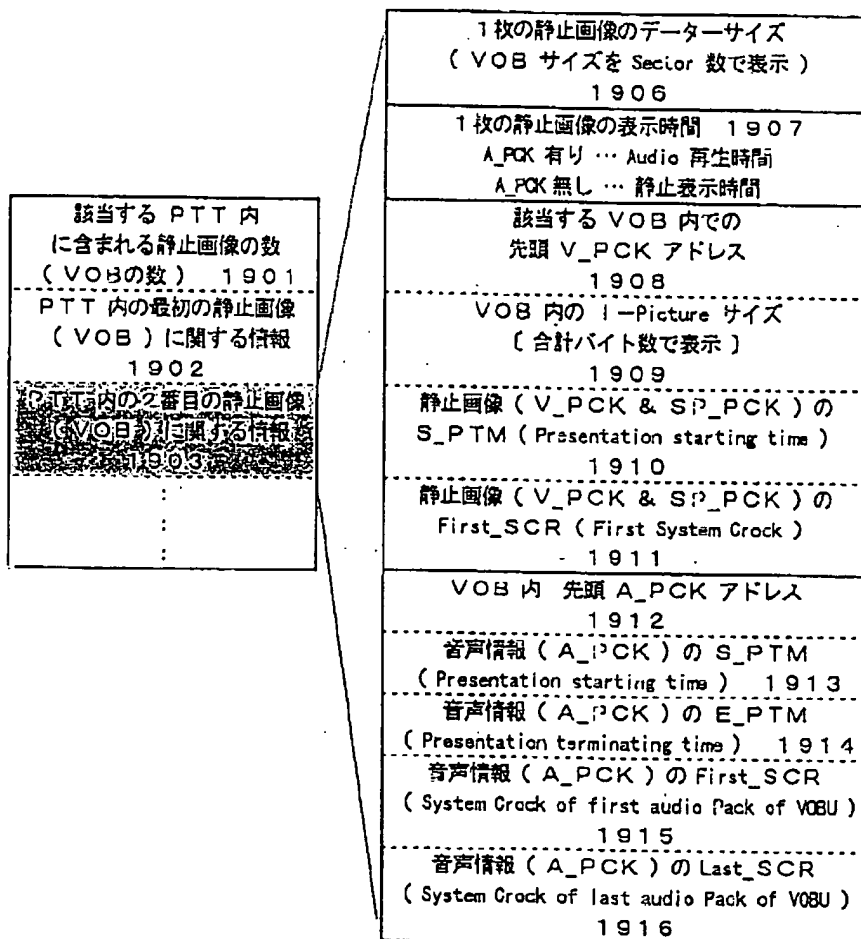 該当する PTT 内
に含まれる静止画像の数
(VOBの数) 1901
PTT 内の最初の静止画像
(VOB)に関する情報
1902
PTT 内の2番目の静止画像
(VOB)に関する情報
1903
:
:
:
1枚の静止画像のデーターサイズ
(VOB サイズを Sector 数で表示)
1906
1枚の静止画像の表示時間 1907
A_PCK 有り … Audio 再生時間
A_PCK 無し … 静止表示時間
該当する VOB 内での
先頭 V_PCK アドレス
1908
VOB 内の I-Picture サイズ
〔合計バイト数で表示〕
1909
静止画像(V_PCK & SP_PCK)の
S_PTM(Presentation starting time)
1910
静止画像(V_PCK & SP_PCK)の
First_SCR(First System Crock)
1911
VOB 内 先頭 A_PCK アドレス
1912
音声情報(A_PCK)の S_PTM
(Presentation starting time) 1913
音声情報(A_PCK)の E_PTM
(Presentation terminating time) 1914
音声情報(A_PCK)の First_SCR
(System Crock of first audio Pack of VOBU)
1915
音声情報(A_PCK)の Last_SCR
(System Crock of last audio Pack of VOBU)
1916